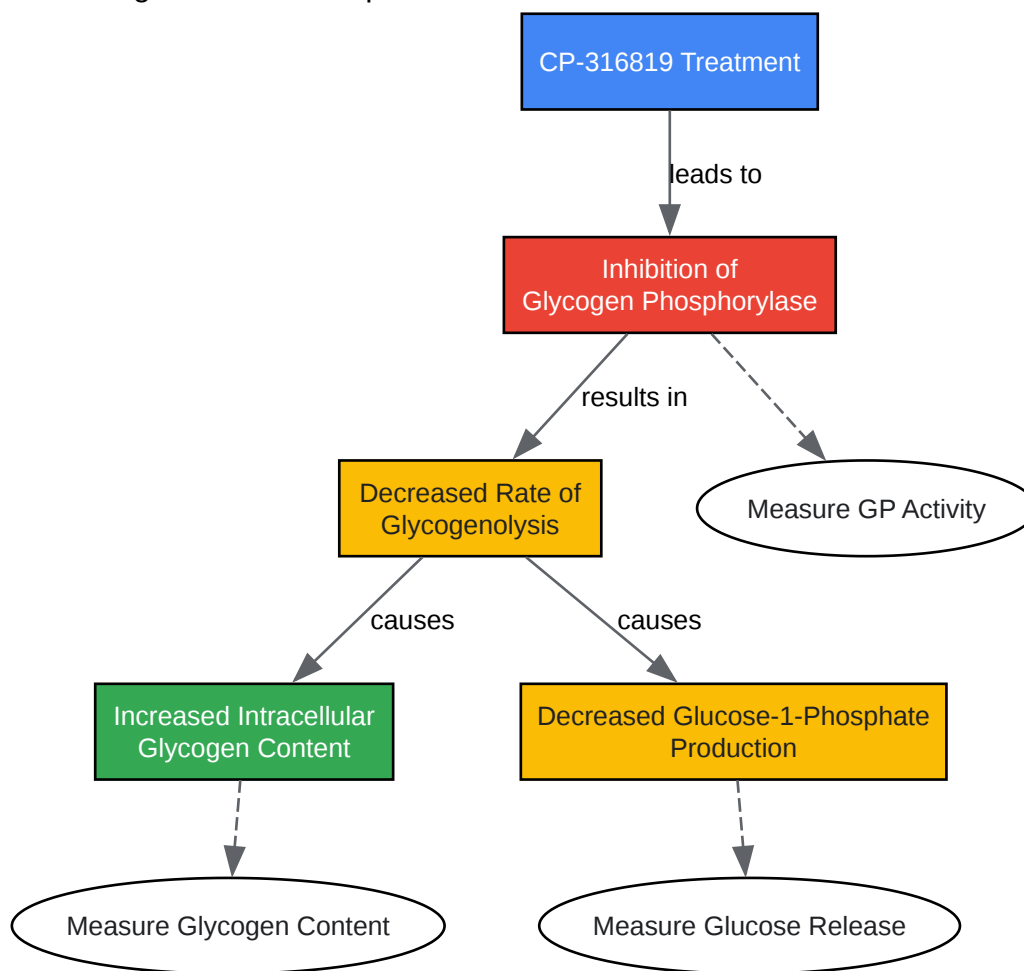 CP-316819 Treatment
leads to
Inhibition of
Glycogen Phosphorylase
results in
Decreased Rate of
Glycogenolysis
Measure GP Activity
causes
causes
Increased Intracellular
Glycogen Content
Decreased Glucose-1-Phosphate
Production
Measure Glycogen Content
Measure Glucose Release